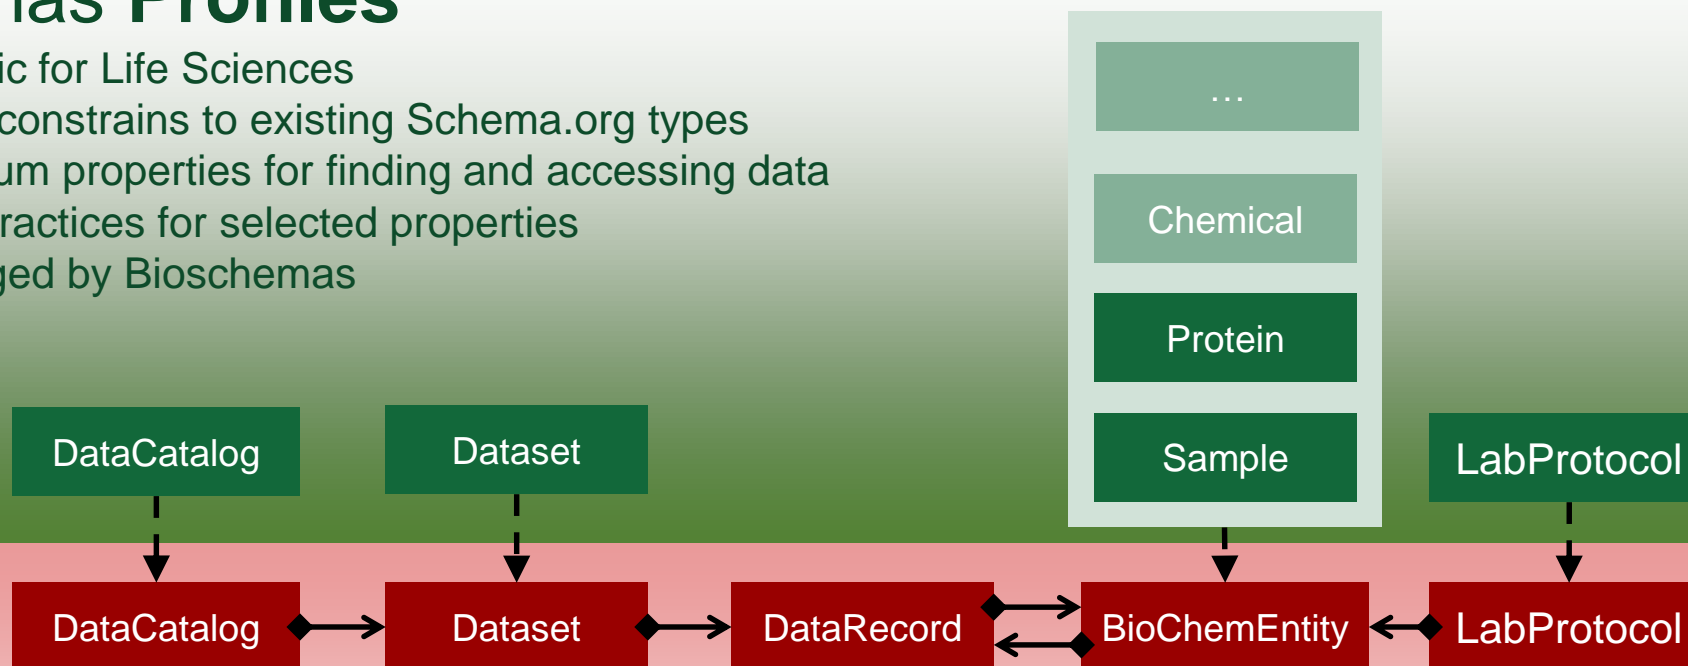 nas Profiles
ic for Life Sciences
constrains to existing Schema.org types
um properties for finding and accessing data
ractices for selected properties
ged by Bioschemas
...
Chemical
Protein
Sample
DataCatalog
Dataset
LabProtocol
DataCatalog
Dataset
DataRecord
BioChemEntity
LabProtocol